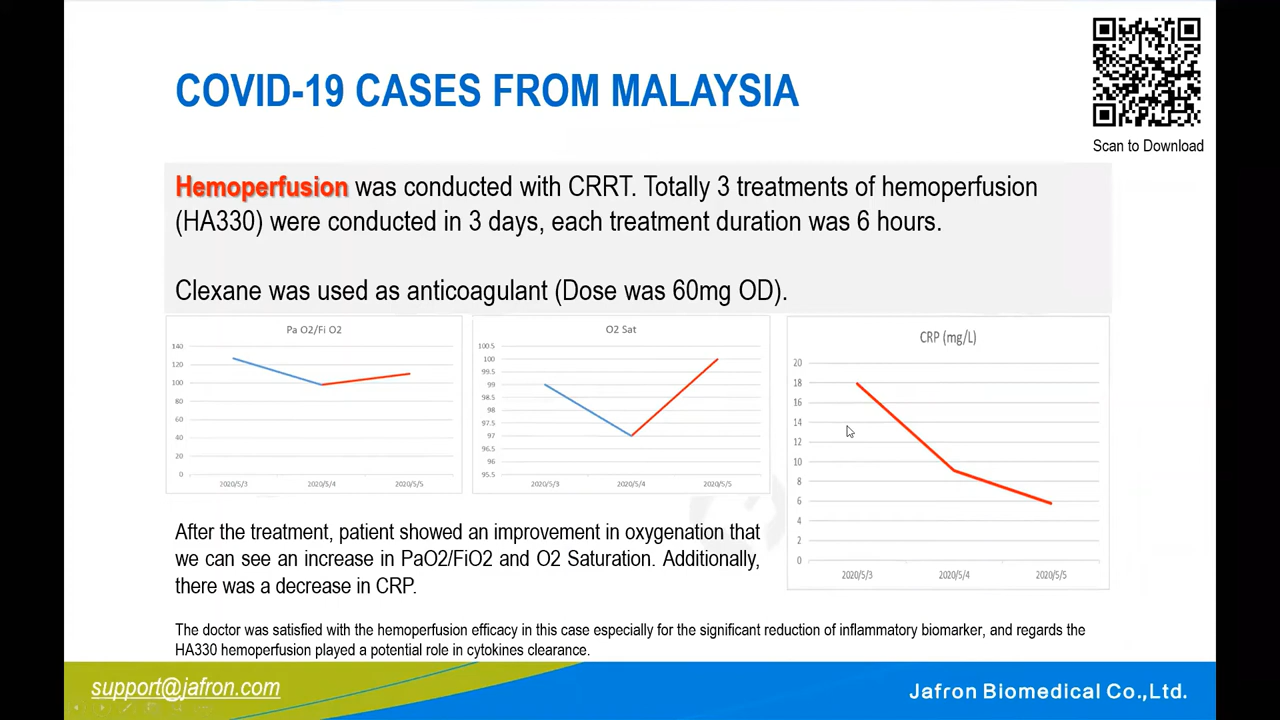 COVID-19 CASES FROM MALAYSIA
Scan to Download
Hemoperfusion was conducted with CRRT. Totally 3 treatments of hemoperfusion
(HA330) were conducted in 3 days, each treatment duration was 6 hours.
Clexane was used as anticoagulant (Dose was 60mg OD).
Pa O2/Fi O2
140
120
100
80
60
40
20
0
2020/5/3 2020/5/4 2020/5/5
O2 Sat
100.5
100
99.5
99
98.5
98
97.5
97
96.5
96
95.5
2020/5/3 2020/5/4 2020/5/5
CRP (mg/L)
20
18
16
14
12
10
8
6
4
2
0
2020/5/3 2020/5/4 2020/5/5
After the treatment, patient showed an improvement in oxygenation that
we can see an increase in PaO2/FiO2 and O2 Saturation. Additionally,
there was a decrease in CRP.
The doctor was satisfied with the hemoperfusion efficacy in this case especially for the significant reduction of inflammatory biomarker, and regards the
HA330 hemoperfusion played a potential role in cytokines clearance.
support@jafron.com
Jafron Biomedical Co.,Ltd.